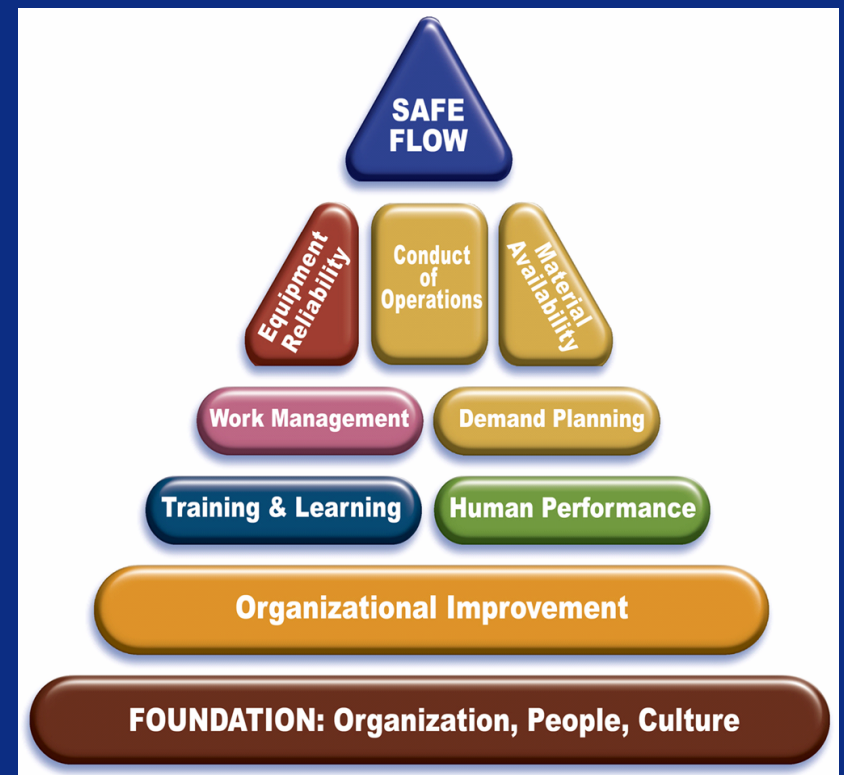 SAFE
FLOW
Equipment
Reliability
Conduct
of
Operations
Material
Availability
Work Management
Demand Planning
Training & Learning
Human Performance
Organizational Improvement
FOUNDATION: Organization, People, Culture